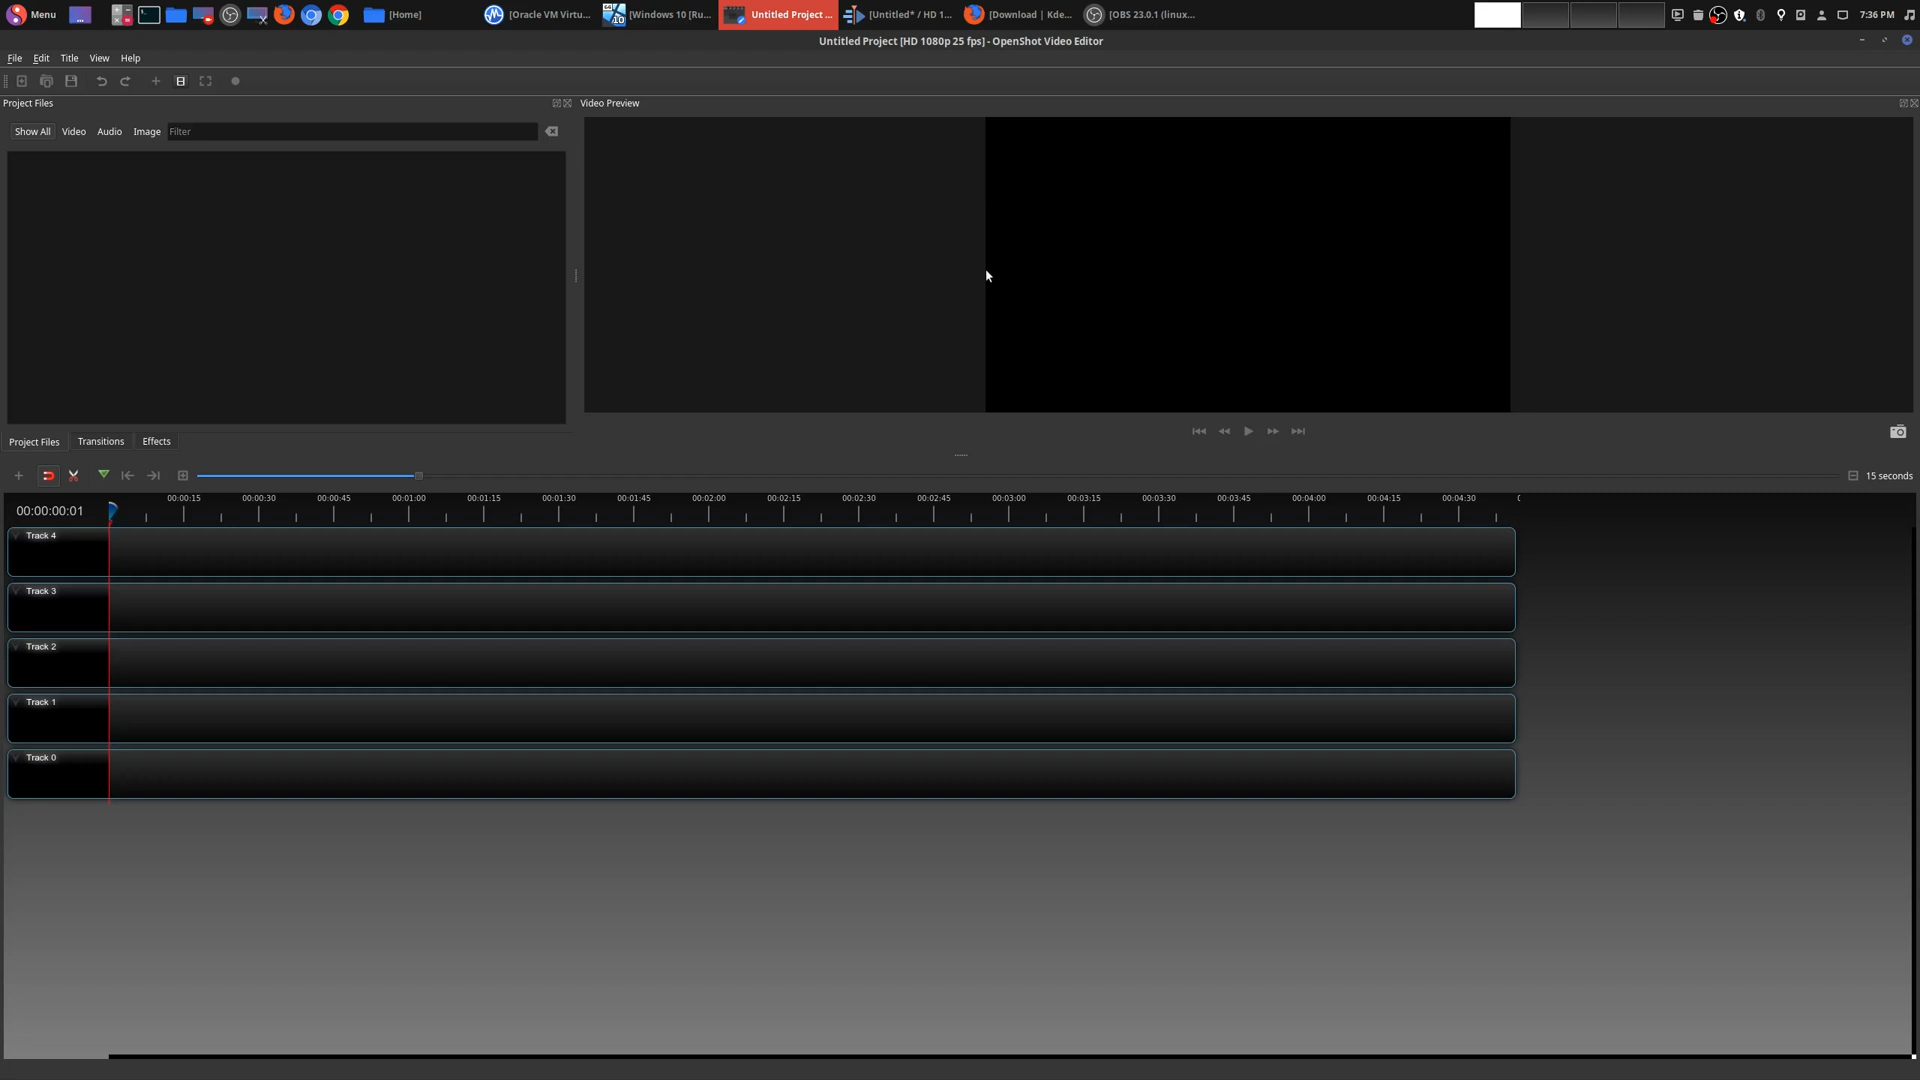 Menu
[Home]
[Oracle VM Virtu...
[Windows 10 [Ru...
Untitled Project ...
[Untitled* / HD 1...
[Download | Kde...
[OBS 23.0.1 (linux...
7:36 PM
Untitled Project [HD 1080p 25 fps] - OpenShot Video Editor
File Edit Title View Help
Project Files
Video Preview
Show All Video Audio Image Filter
Project Files Transitions Effects
15 seconds
00:00:15 00:00:30 00:00:45 00:01:00 00:01:15 00:01:30 00:01:45 00:02:00 00:02:15 00:02:30 00:02:45 00:03:00 00:03:15 00:03:30 00:03:45 00:04:00 00:04:15 00:04:30
00:00:00:01
Track 4
Track 3
Track 2
Track 1
Track 0